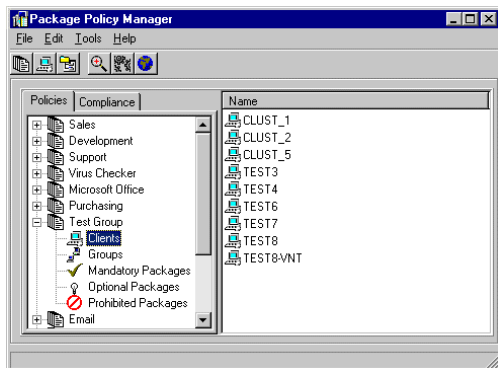 Package Policy Manager
File Edit Tools Help
Policies Compliance
Sales
Development
Support
Virus Checker
Microsoft Office
Purchasing
Test Group
Clients
Groups
Mandatory Packages
Optional Packages
Prohibited Packages
Email
Name
CLUST_1
CLUST_2
CLUST_5
TEST3
TEST4
TEST6
TEST7
TEST8
TEST8-VNT